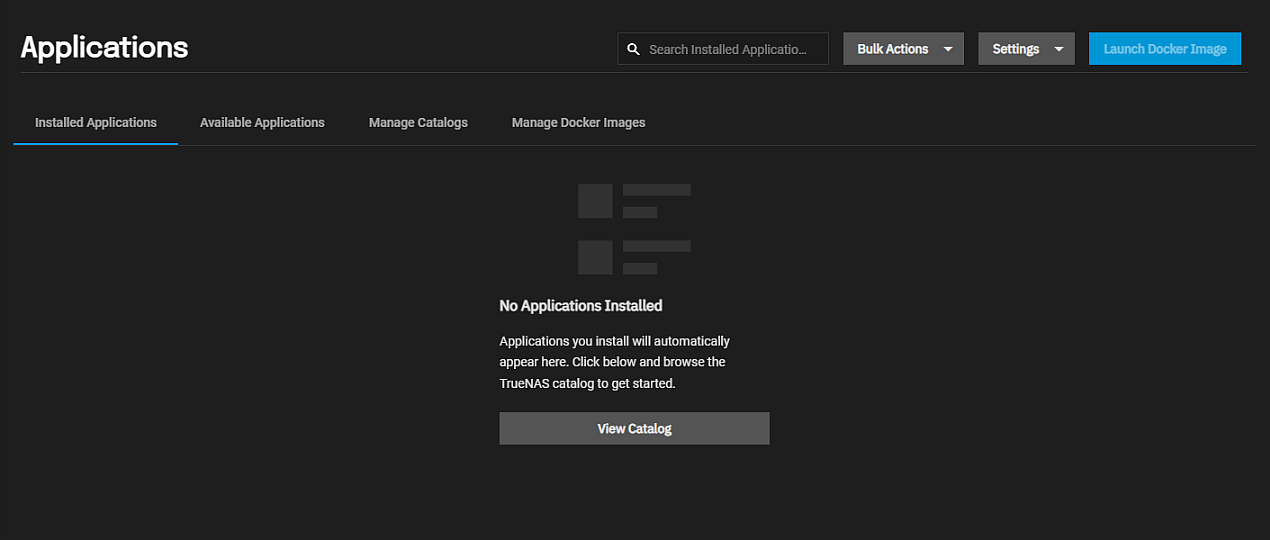 Applications
Search Installed Applicatio...
Bulk Actions
Settings
Launch Docker Image
Installed Applications
Available Applications
Manage Catalogs
Manage Docker Images
No Applications Installed
Applications you install will automatically
appear here. Click below and browse the
TrueNAS catalog to get started.
View Catalog